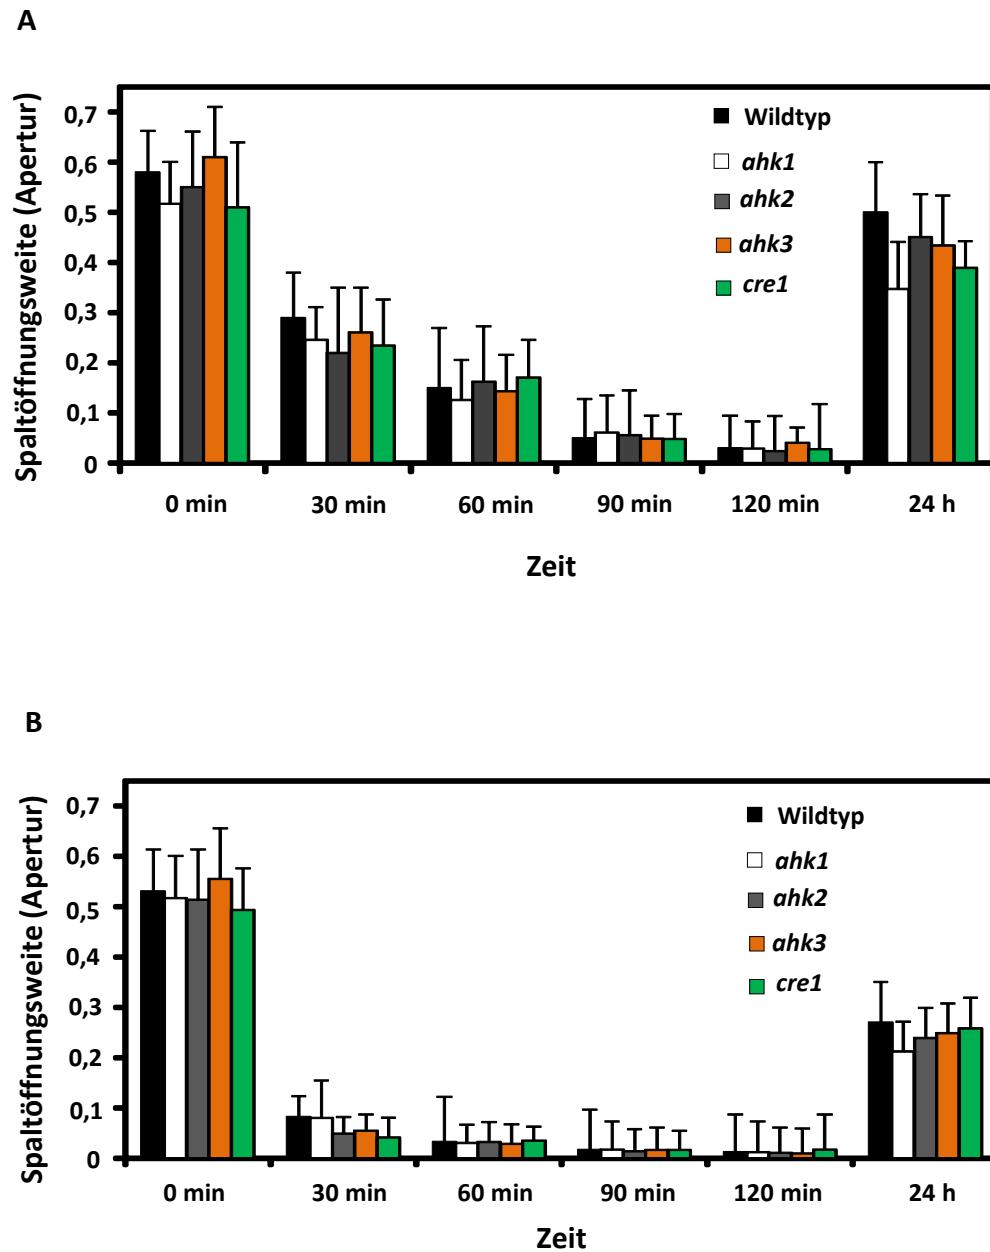 A
Spaltöffnungsweite (Apertur)
0,7
0,6
0,5
0,4
0,3
0,2
0,1
0
Wildtyp
ahk1
ahk2
ahk3
cre1
0 min 30 min 60 min 90 min 120 min 24 h
Zeit
B
Spaltöffnungsweite (Apertur)
0,7
0,6
0,5
0,4
0,3
0,2
0,1
0
Wildtyp
ahk1
ahk2
ahk3
cre1
0 min 30 min 60 min 90 min 120 min 24 h
Zeit